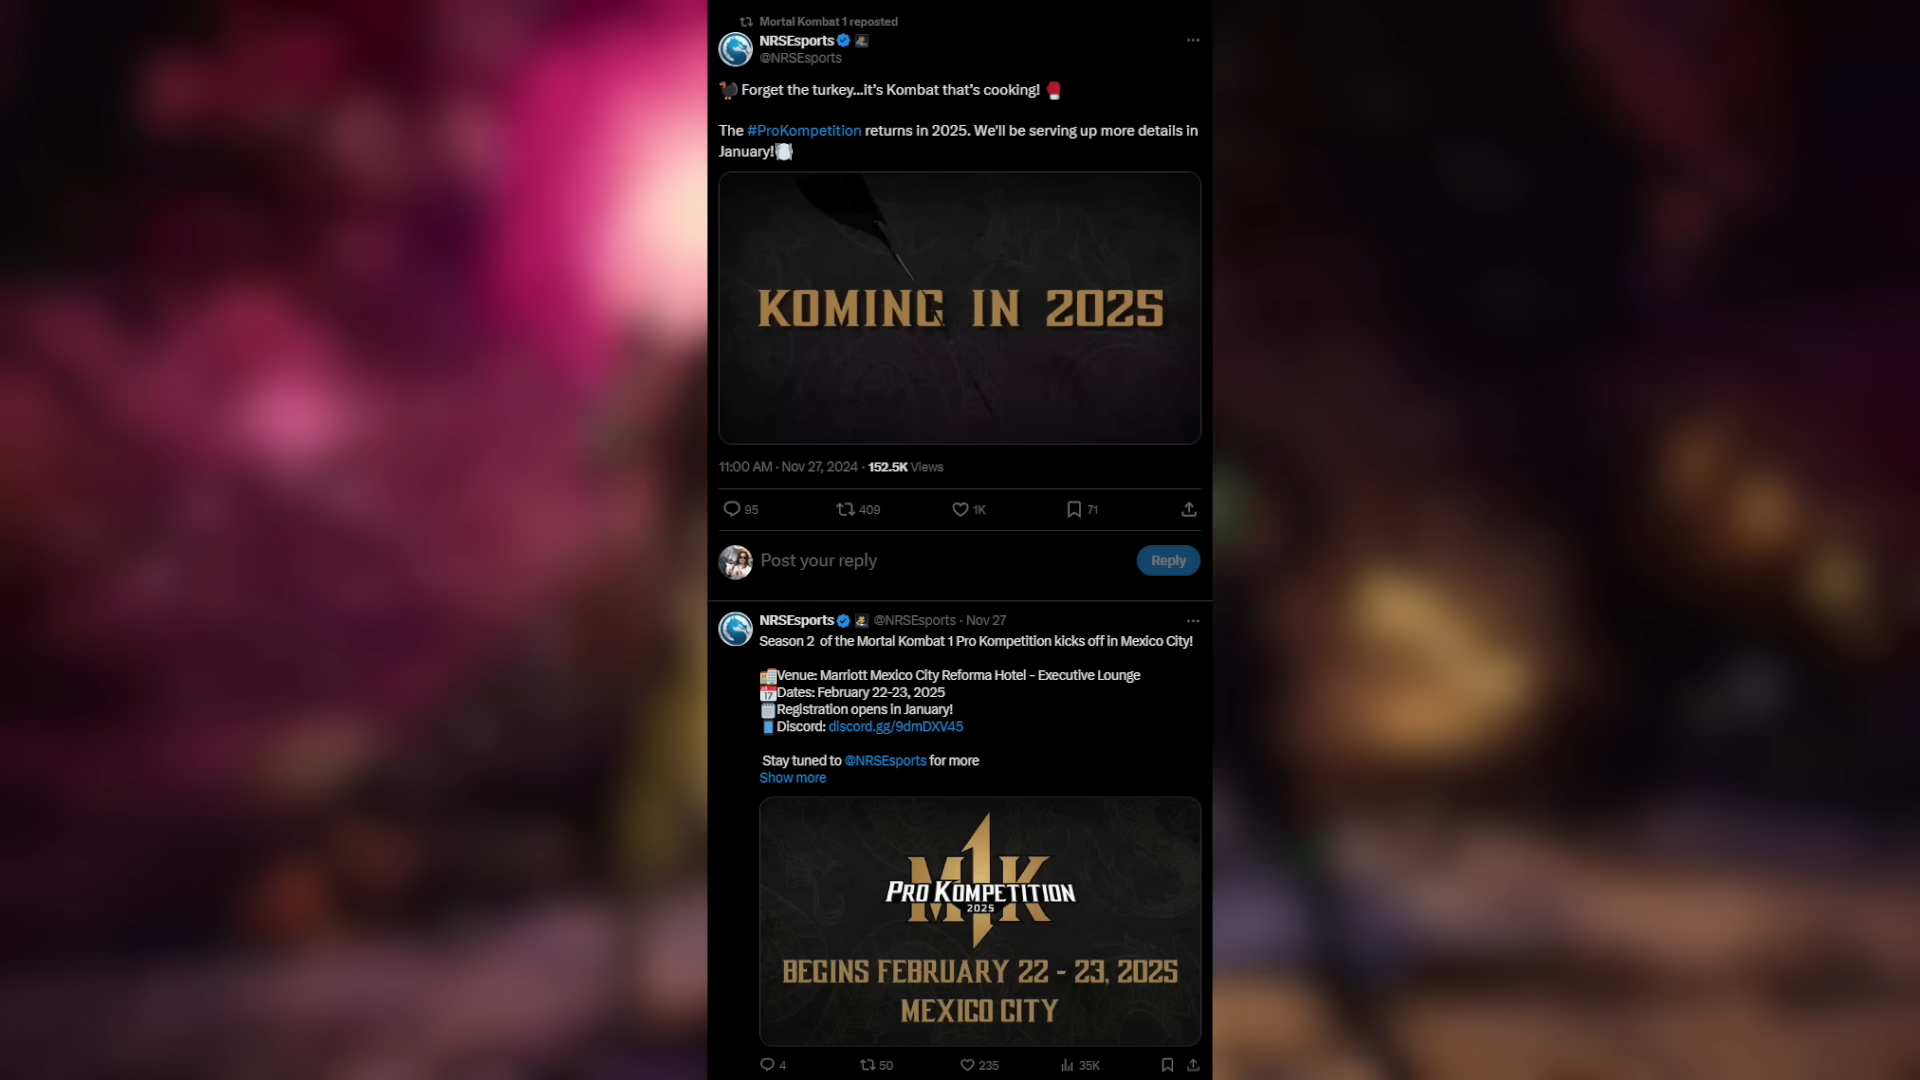 Mortal Kombat 1 reposted
NRSEsports
@NRSEsports
🦃 Forget the turkey...it's Kombat that's cooking! 🥊
The #ProKompetition returns in 2025. We'll be serving up more details in
January!🍽️
KOMING IN 2025
11:00 AM · Nov 27, 2024 · 152.5K Views
95 409 1K 71
Post your reply
Reply
NRSEsports @NRSEsports · Nov 27
Season 2 of the Mortal Kombat 1 Pro Kompetition kicks off in Mexico City!
Venue: Marriott Mexico City Reforma Hotel - Executive Lounge
17 Dates: February 22-23, 2025
Registration opens in January!
Discord: discord.gg/9dmDXV45
Stay tuned to @NRSEsports for more
Show more
M1K
PRO KOMPETITION
2025
BEGINS FEBRUARY 22 - 23, 2025
MEXICO CITY
4 50 235 35K